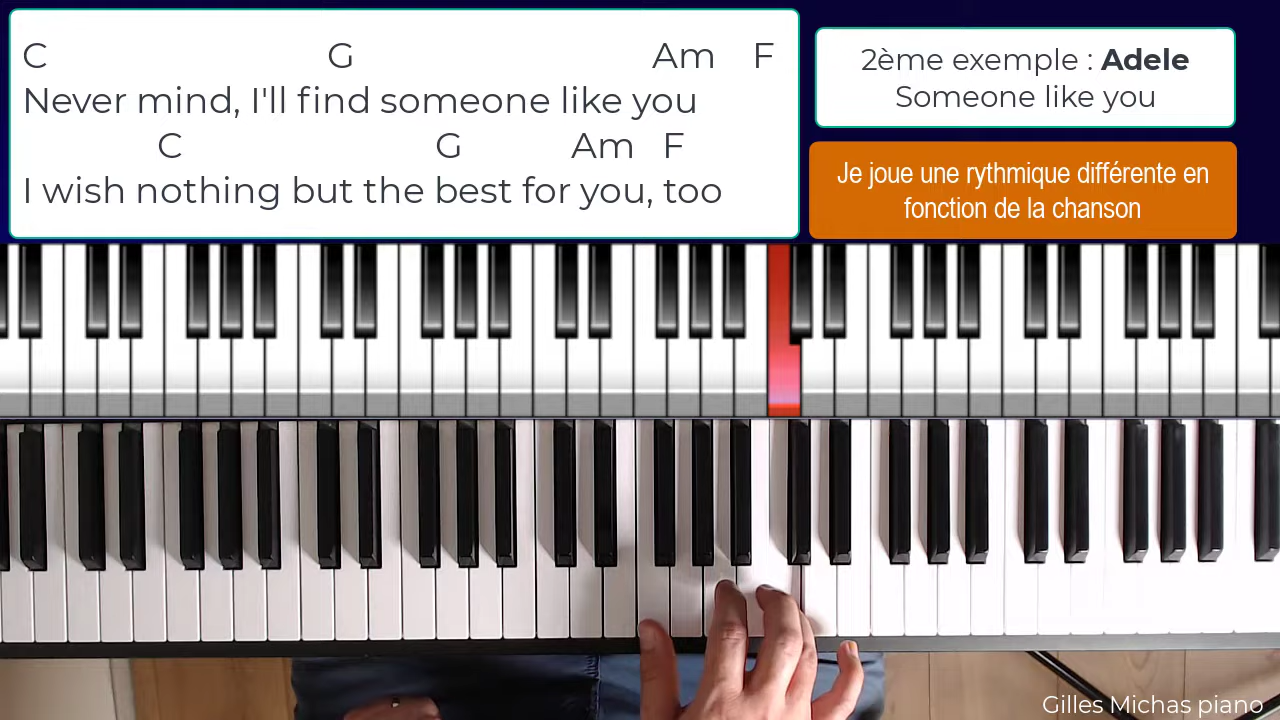 C G Am F
Never mind, I'll find someone like you
C G Am F
I wish nothing but the best for you, too
2ème exemple : Adele
Someone like you
Je joue une rythmique différente en
fonction de la chanson
Gilles Michas piano